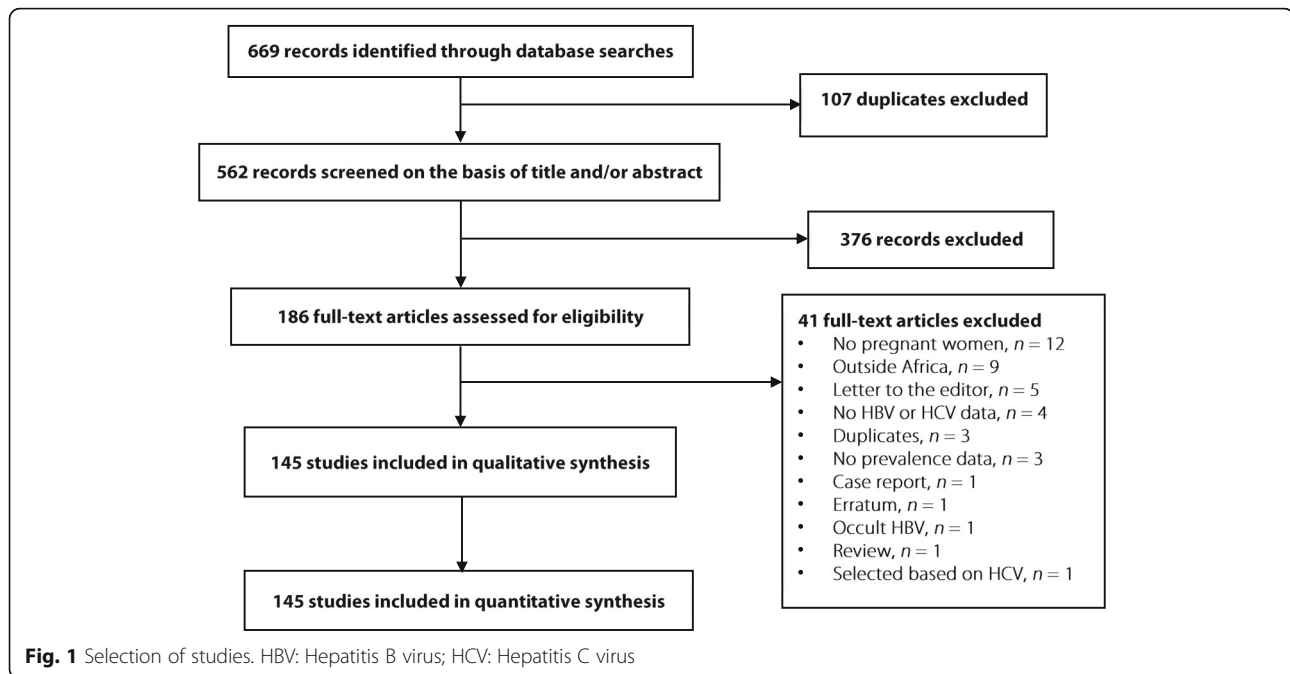 669 records identified through database searches
107 duplicates excluded
562 records screened on the basis of title and/or abstract
376 records excluded
186 full-text articles assessed for eligibility
41 full-text articles excluded
• No pregnant women, n = 12
• Outside Africa, n = 9
• Letter to the editor, n = 5
• No HBV or HCV data, n = 4
• Duplicates, n = 3
• No prevalence data, n = 3
• Case report, n = 1
• Erratum, n = 1
• Occult HBV, n = 1
• Review, n = 1
• Selected based on HCV, n = 1
145 studies included in qualitative synthesis
145 studies included in quantitative synthesis
Fig. 1 Selection of studies. HBV: Hepatitis B virus; HCV: Hepatitis C virus